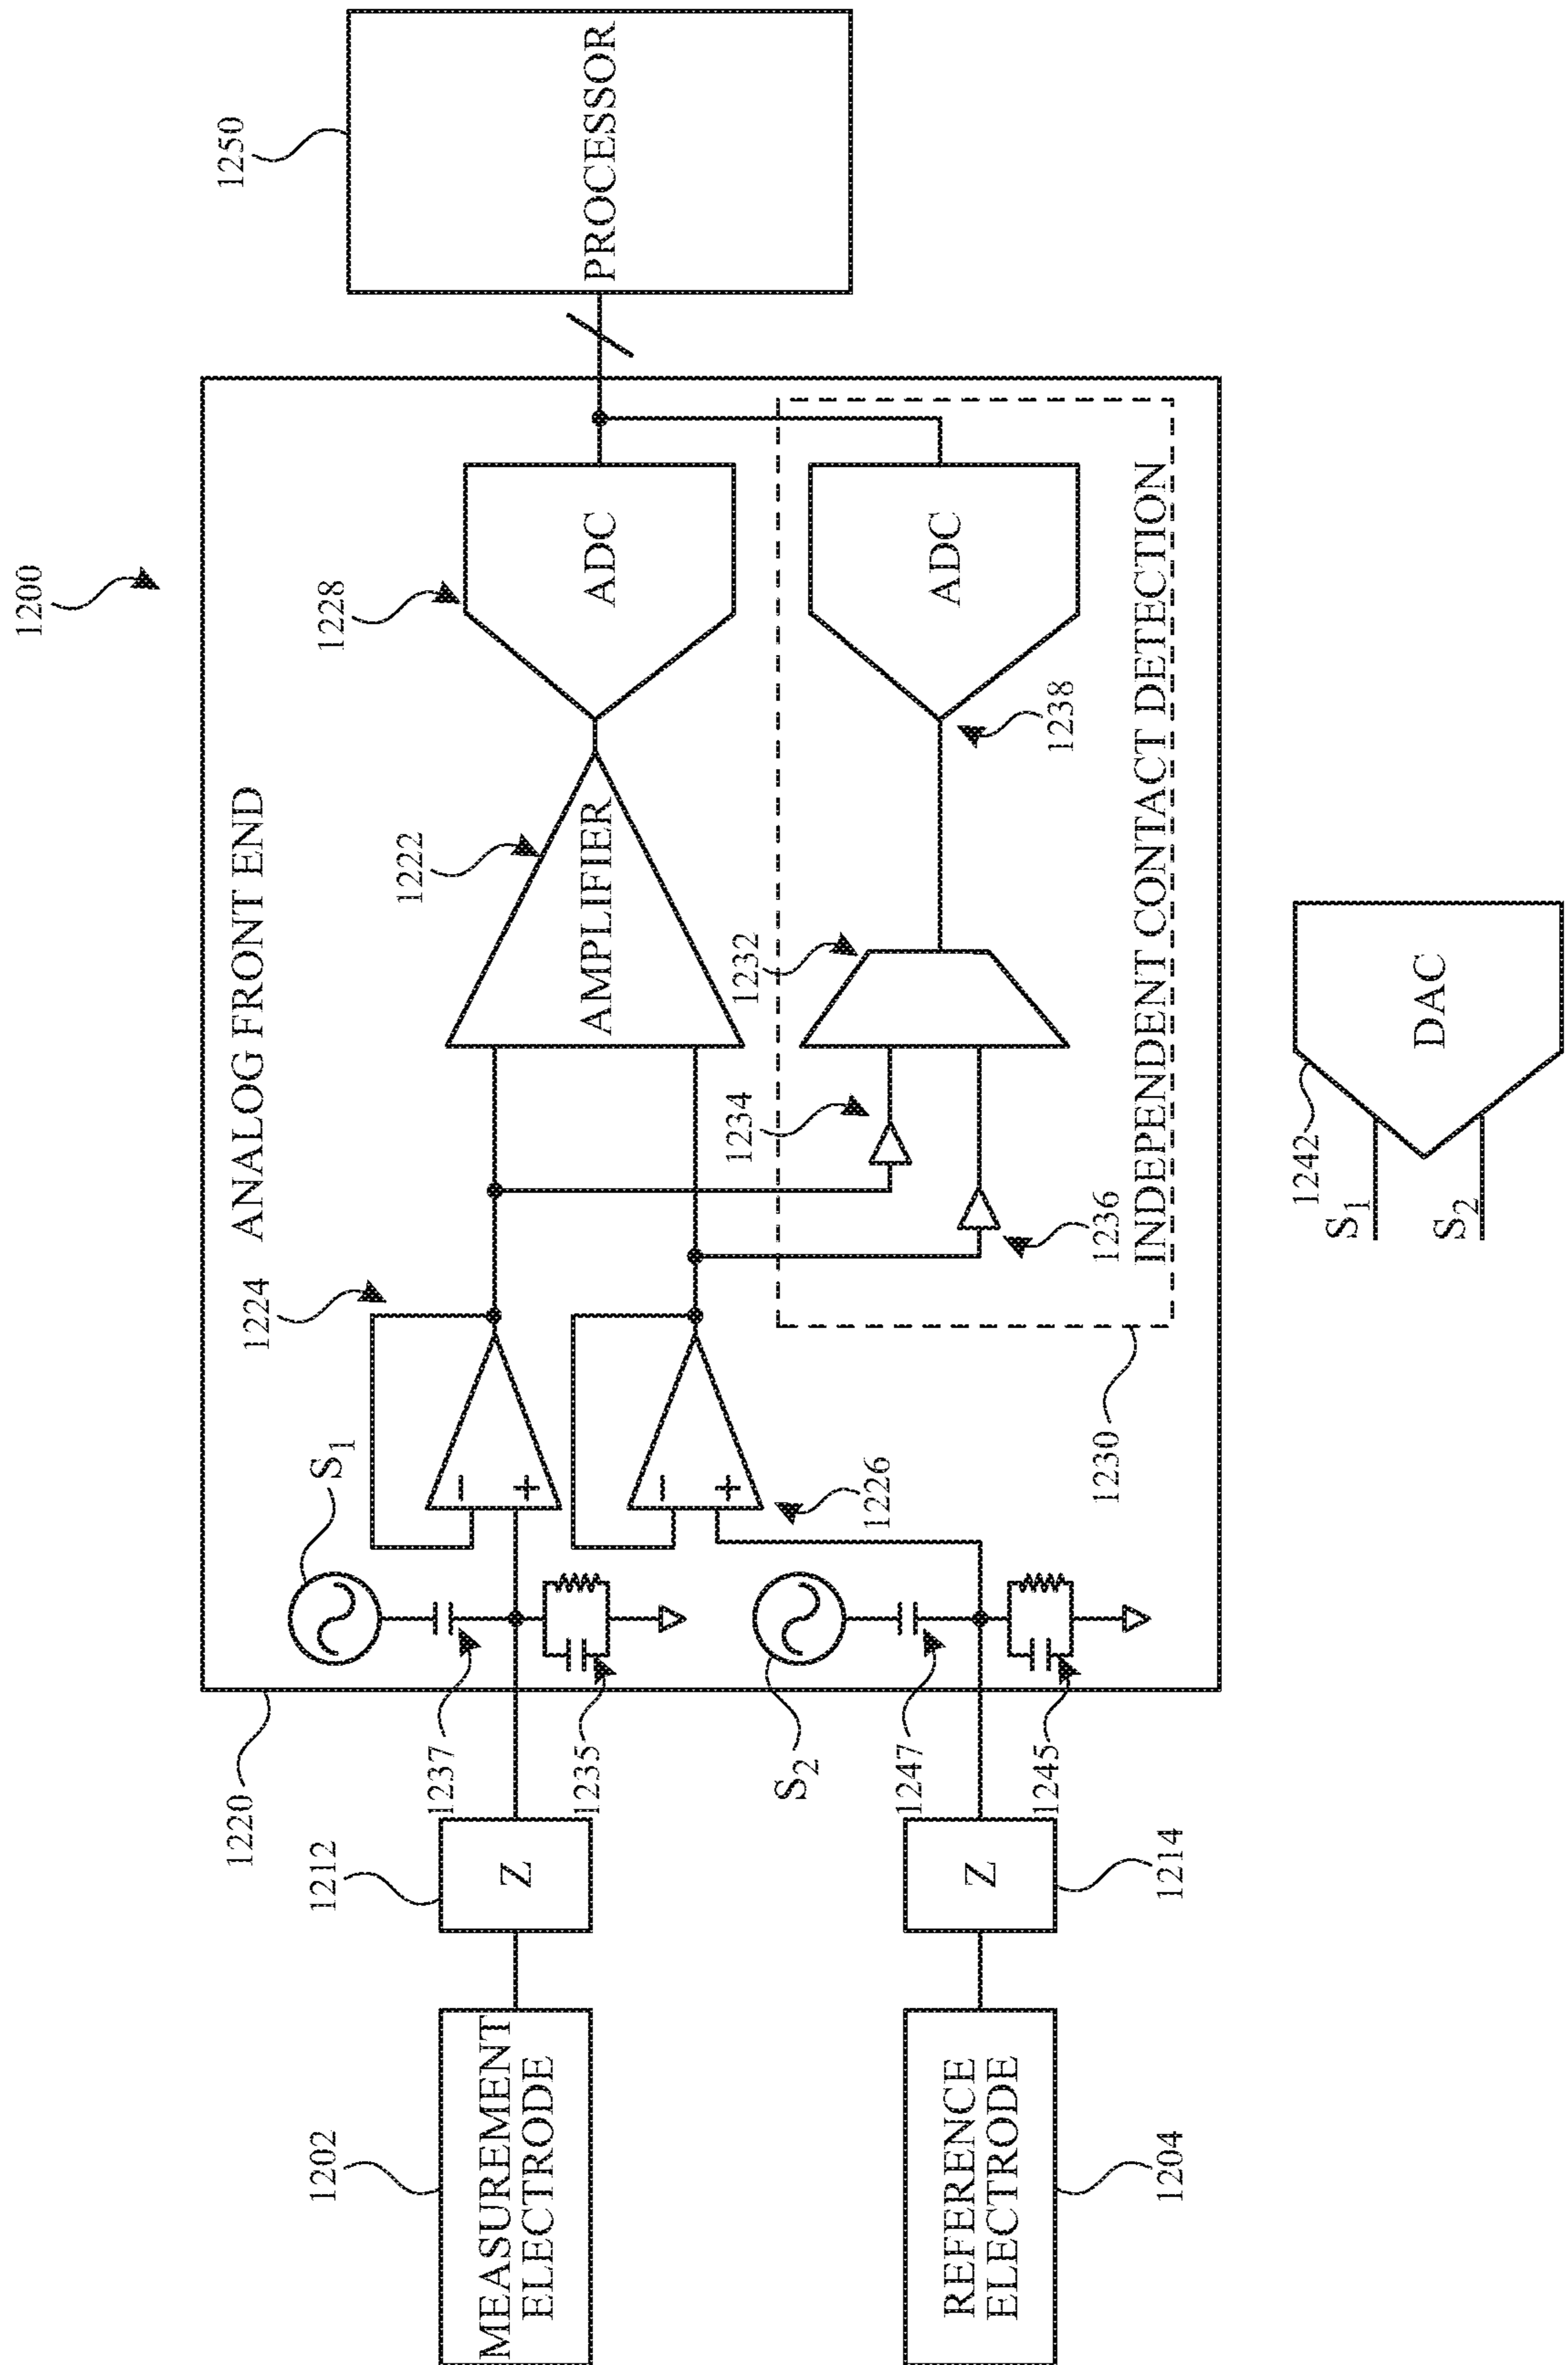 1200
1250
PROCESSOR
ANALOG FRONT END
1220
1202
MEASUREMENT
ELECTRODE
1212
Z
1237
1235
S1
-
+
1224
1222
AMPLIFIER
1228
ADC
1204
REFERENCE
ELECTRODE
1214
Z
S2
1247
1245
-
+
1226
1230
1234
1236
1232
1238
ADC
INDEPENDENT CONTACT DETECTION
S1
S2
1242
DAC